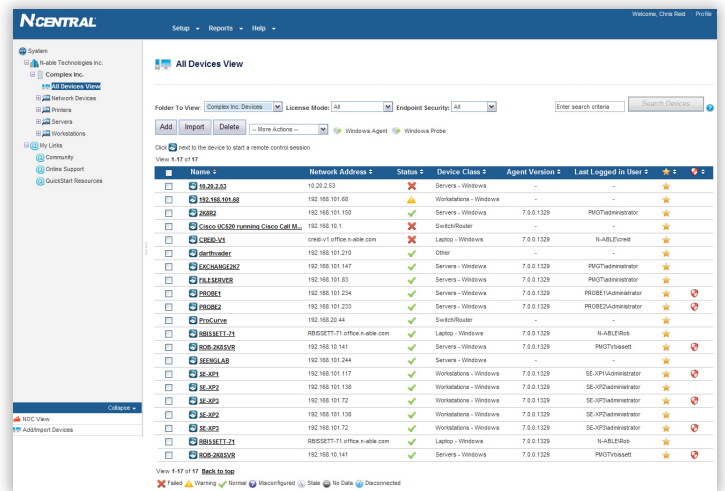 NCENTRAL
Welcome, Chris Reid Profile
Setup Reports Help
System
N-able Technologies Inc.
Complex Inc.
All Devices View
Network Devices
Printers
Servers
Workstations
My Links
Community
Online Support
QuickStart Resources
Collapse
NOC View
Add/Import Devices
All Devices View
Folder To View: Complex Inc. Devices License Mode: All Endpoint Security: All Enter search criteria Search Devices
Add Import Delete -- More Actions -- Windows Agent Windows Probe
Click next to the device to start a remote control session
View 1-17 of 17
Name Network Address Status Device Class Agent Version Last Logged in User
10.20.2.53 10.20.2.53 Servers - Windows - -
192.168.101.68 192.168.101.68 Workstations - Windows - -
2K8R2 192.168.101.150 Servers - Windows 7.0.0.1329 PMGT\administrator
Cisco UC520 running Cisco Call M... 192.168.10.1 Switch/Router - -
CREID-V1 creid-v1.office.n-able.com Laptop - Windows 7.0.0.1329 N-ABLE\creid
darthvader 192.168.101.210 Other - -
EXCHANGE2K7 192.168.101.147 Servers - Windows 7.0.0.1329 PMGT\administrator
FILESERVER 192.168.101.83 Servers - Windows 7.0.0.1329 PMGT\administrator
PROBE1 192.168.101.234 Servers - Windows 7.0.0.1329 PROBE1\Administrator
PROBE2 192.168.101.233 Servers - Windows 7.0.0.1329 PROBE2\Administrator
ProCurve 192.168.20.44 Switch/Router - -
RBISSETT-71 RBISSETT-71.office.n-able.com Laptop - Windows 7.0.0.1329 N-ABLE\Rob
ROB-2K8SVR 192.168.10.141 Servers - Windows 7.0.0.1329 PMGT\rbissett
SEENGLAB 192.168.101.244 Servers - Windows - -
SE-XP1 192.168.101.117 Workstations - Windows 7.0.0.1329 SE-XP1\Administrator
SE-XP2 192.168.101.138 Workstations - Windows 7.0.0.1329 SE-XP2\administrator
SE-XP3 192.168.101.72 Workstations - Windows 7.0.0.1329 SE-XP3\administrator
SE-XP2 192.168.101.138 Workstations - Windows 7.0.0.1329 SE-XP2\administrator
SE-XP3 192.168.101.72 Workstations - Windows 7.0.0.1329 SE-XP3\administrator
RBISSETT-71 RBISSETT-71.office.n-able.com Laptop - Windows 7.0.0.1329 N-ABLE\Rob
ROB-2K8SVR 192.168.10.141 Servers - Windows 7.0.0.1329 PMGT\rbissett
View 1-17 of 17 Back to top
Failed Warning Normal Misconfigured Stale No Data Disconnected